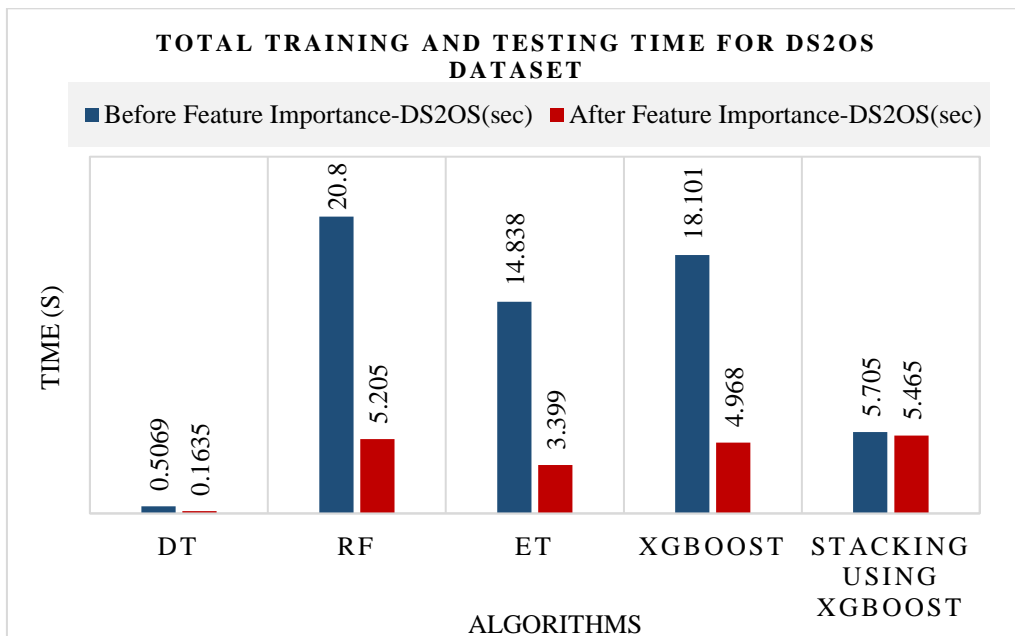 TOTAL TRAINING AND TESTING TIME FOR DS2OS
DATASET
Before Feature Importance-DS2OS(sec) After Feature Importance-DS2OS(sec)
TIME (S)
0.5069
0.1635
20.8
5.205
14.838
3.399
18.101
4.968
5.705
5.465
DT
RF
ET
XGBOOST
STACKING
USING
XGBOOST
ALGORITHMS